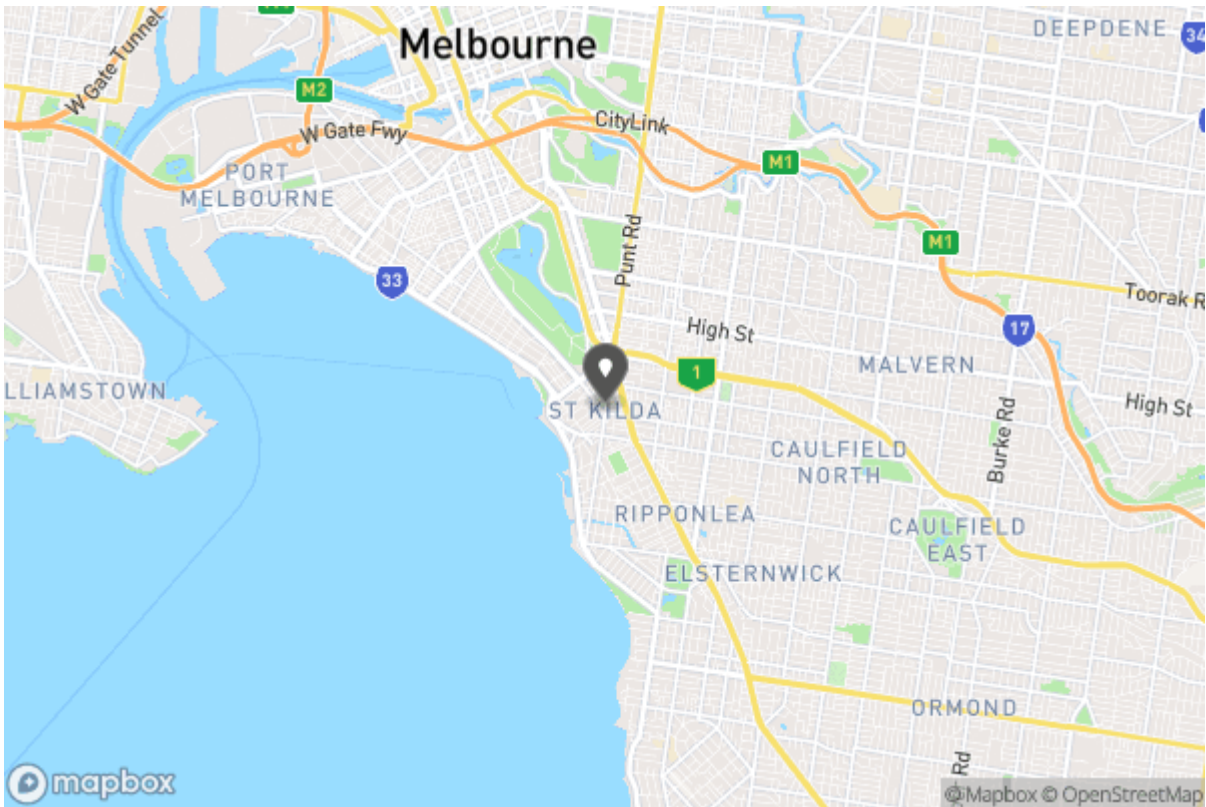 DEEPDENE
34
Melbourne
W Gate Tunnel
M2
CityLink
W Gate Fwy
M1
PORT
MELBOURNE
Punt Rd
M1
33
Toorak R
17
High St
MALVERN
1
LLIAMSTOWN
ST KILDA
High St
Burke Rd
CAULFIELD
NORTH
RIPPONLEA
CAULFIELD
EAST
ELSTERNWICK
ORMOND
Rd
mapbox
© Mapbox © OpenStreetMap